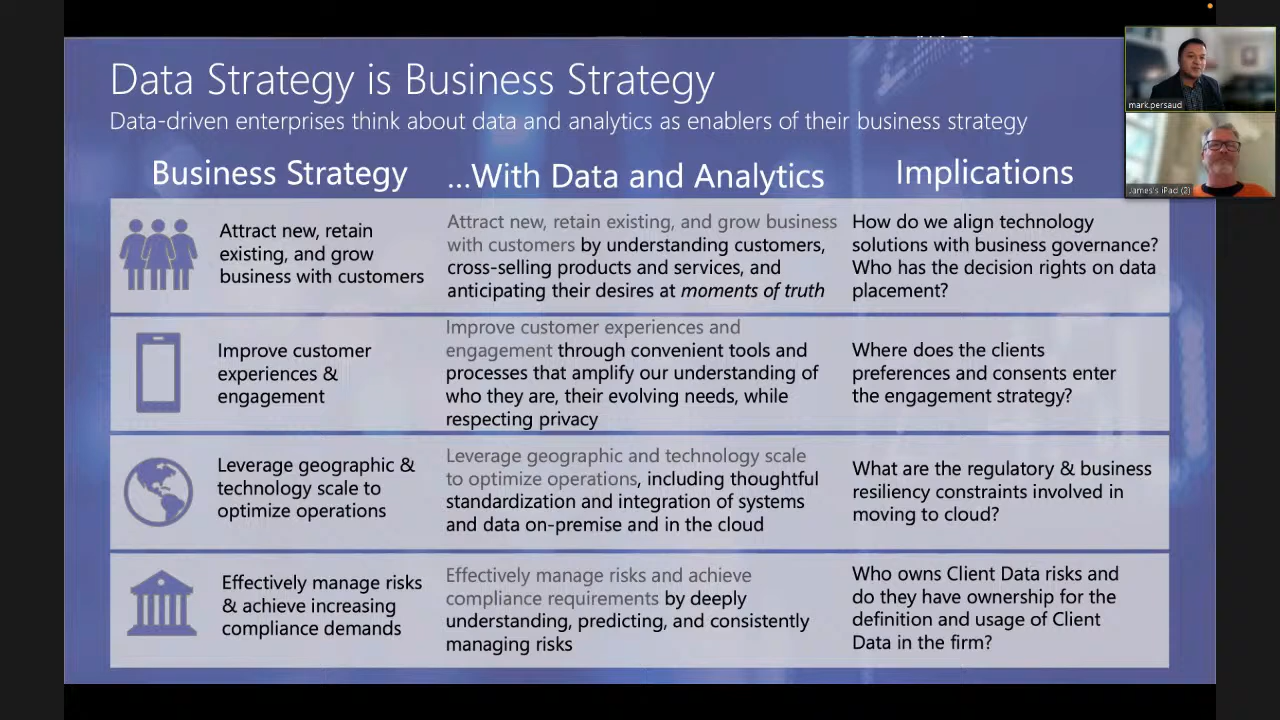 Data Strategy is Business Strategy
Data-driven enterprises think about data and analytics as enablers of their business strategy
Business Strategy
...With Data and Analytics
Implications
Attract new, retain
existing, and grow
business with customers
Attract new, retain existing, and grow business
with customers by understanding customers,
cross-selling products and services, and
anticipating their desires at moments of truth
How do we align technology
solutions with business governance?
Who has the decision rights on data
placement?
Improve customer
experiences &
engagement
Improve customer experiences and
engagement through convenient tools and
processes that amplify our understanding of
who they are, their evolving needs, while
respecting privacy
Where does the clients
preferences and consents enter
the engagement strategy?
Leverage geographic &
technology scale to
optimize operations
Leverage geographic and technology scale
to optimize operations, including thoughtful
standardization and integration of systems
and data on-premise and in the cloud
What are the regulatory & business
resiliency constraints involved in
moving to cloud?
Effectively manage risks
& achieve increasing
compliance demands
Effectively manage risks and achieve
compliance requirements by deeply
understanding, predicting, and consistently
managing risks
Who owns Client Data risks and
do they have ownership for the
definition and usage of Client
Data in the firm?
mark.persaud
James's iPad (2)